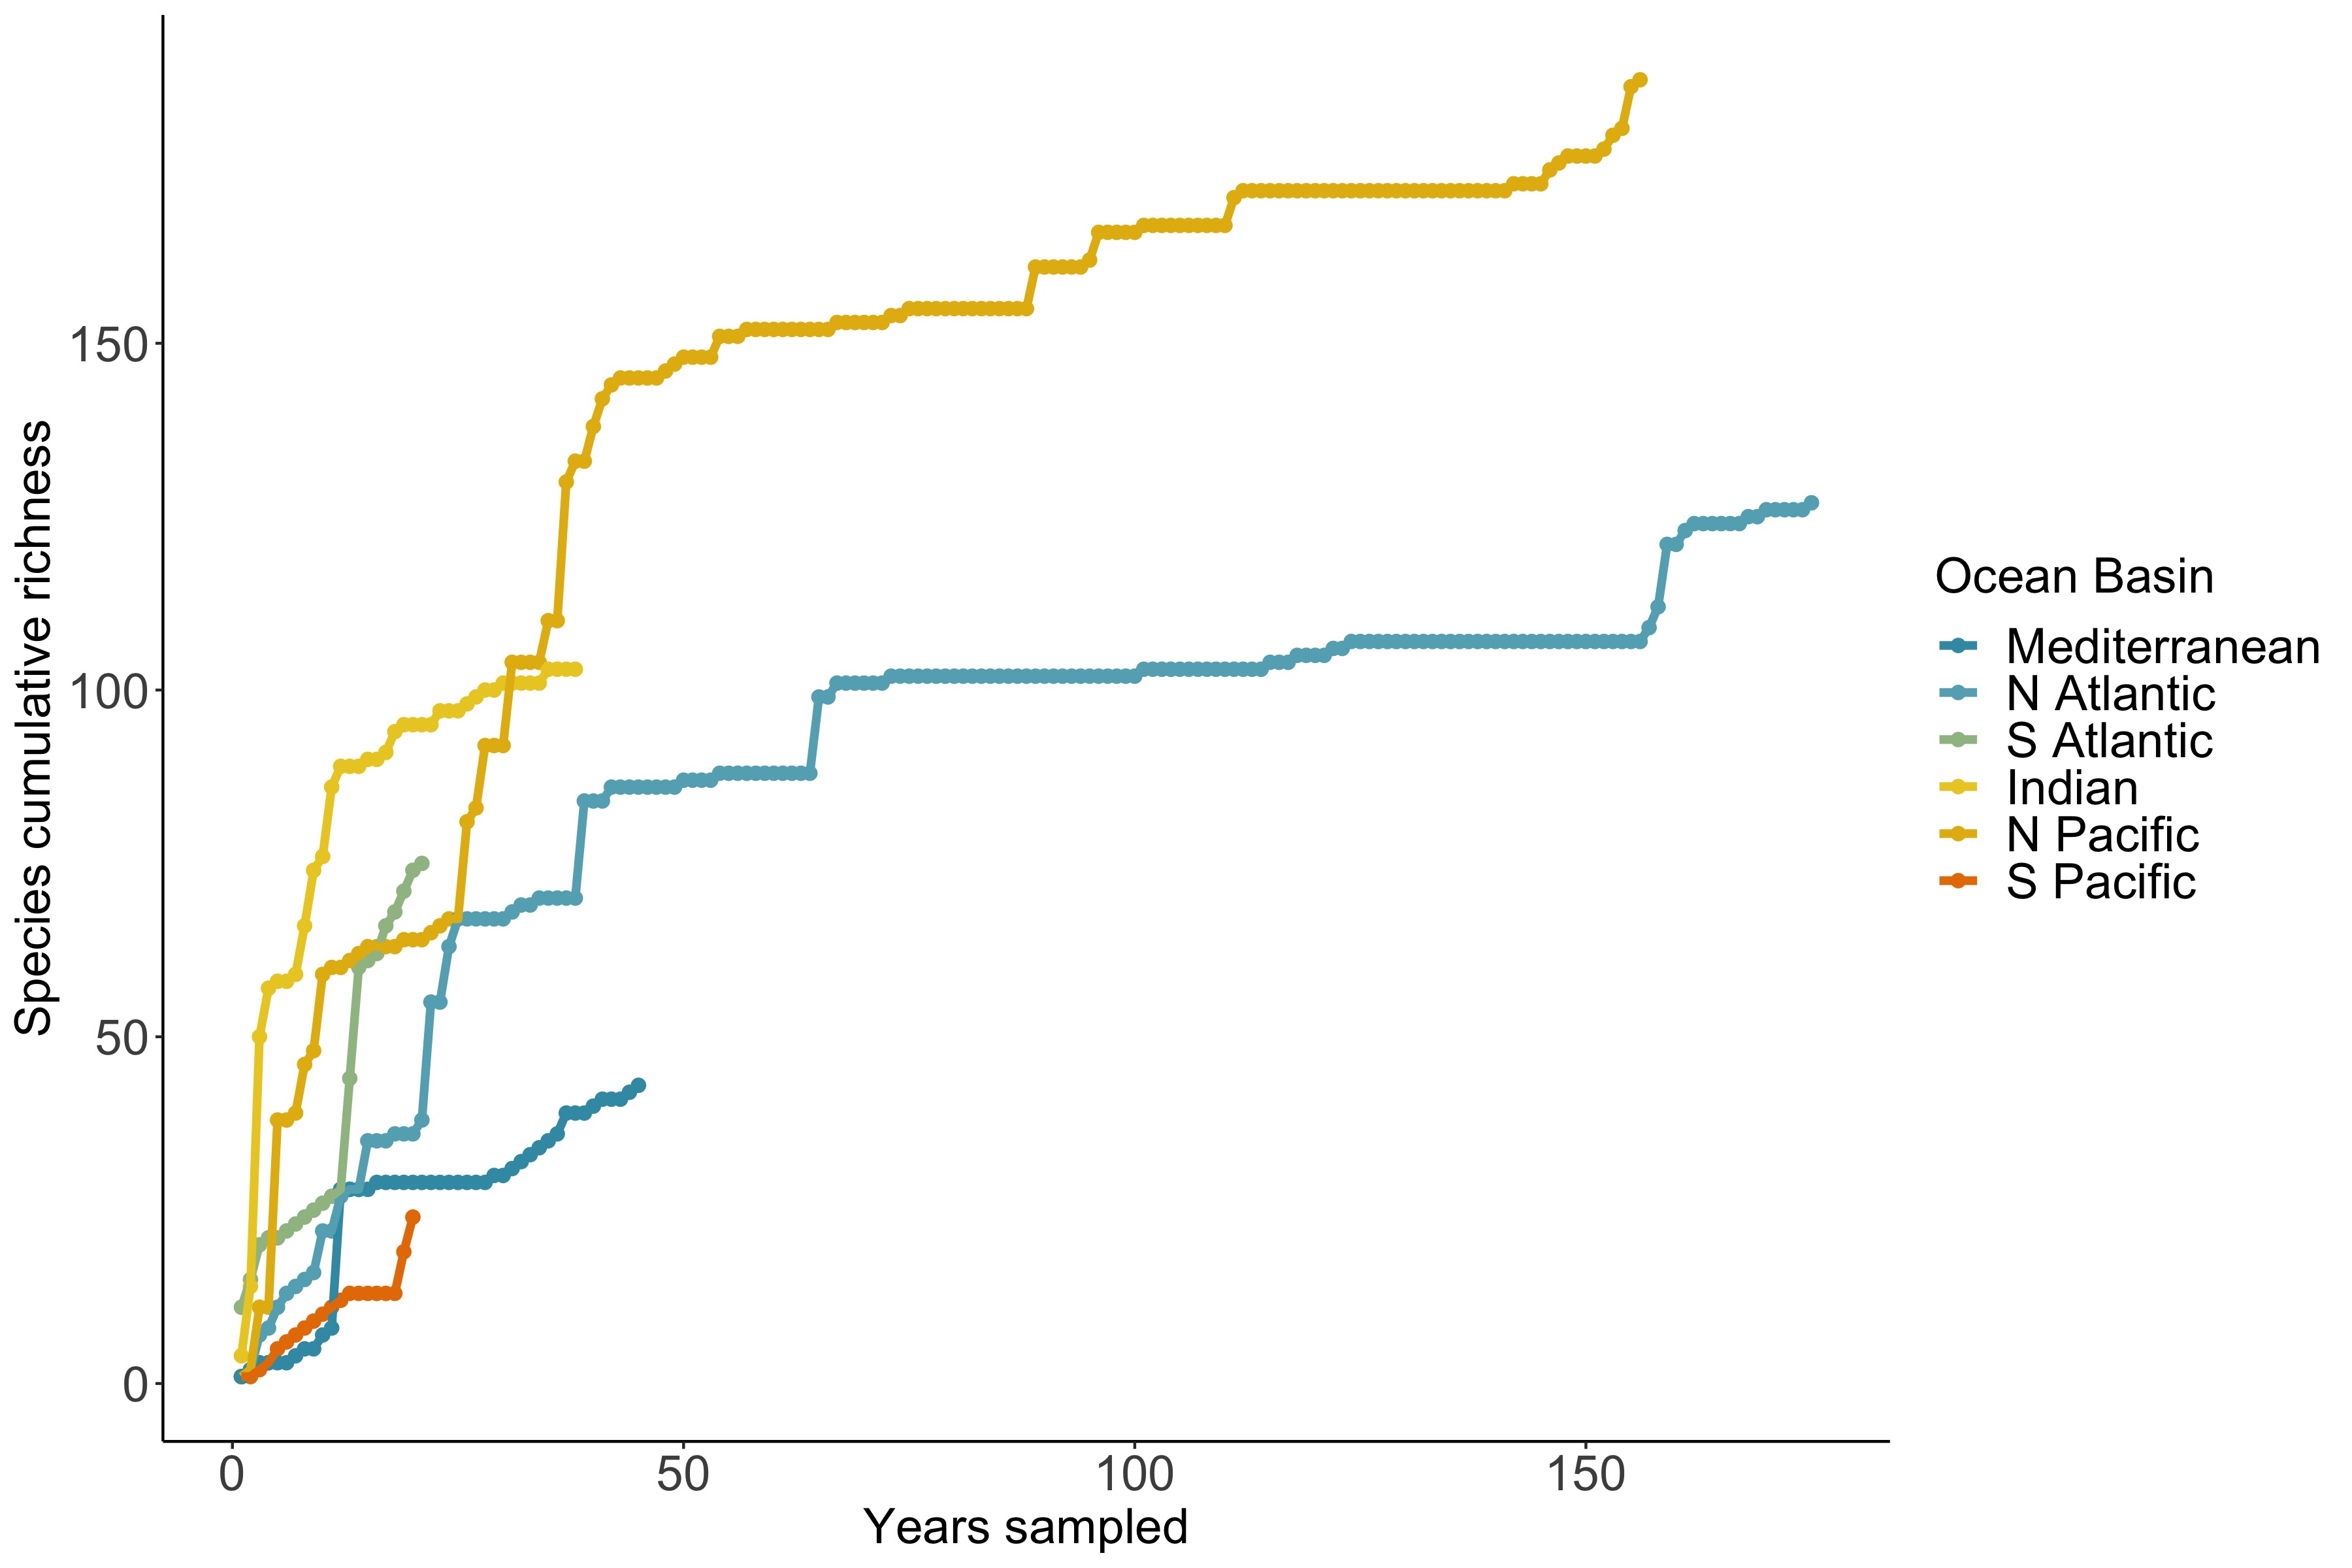 Species cumulative richness
150
100
50
0
0
50
100
150
Years sampled
Ocean Basin
Mediterranean
N Atlantic
S Atlantic
Indian
N Pacific
S Pacific